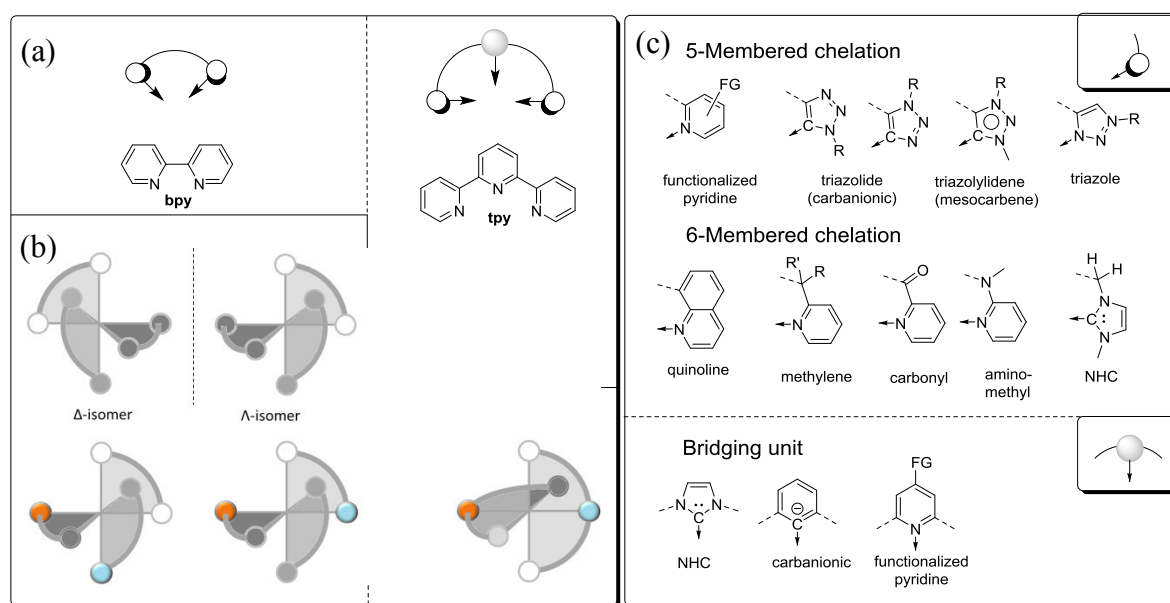 (a)
N
N
bpy
N
N
N
tpy
(b)
Δ-isomer
Λ-isomer
(c)
5-Membered chelation
FG
N
functionalized
pyridine
N
N
C
N
R
R
N
N
C
N
triazolide
(carbanionic)
R
N
N
C
N
triazolylidene
(mesocarbene)
N
N
N
R
triazole
6-Membered chelation
N
quinoline
R'
R
N
methylene
O
N
carbonyl
N
N
amino-
methyl
H
H
C
N
C
:
N
NHC
Bridging unit
N
N
..
C
NHC
⊖
C
carbanionic
FG
N
functionalized
pyridine